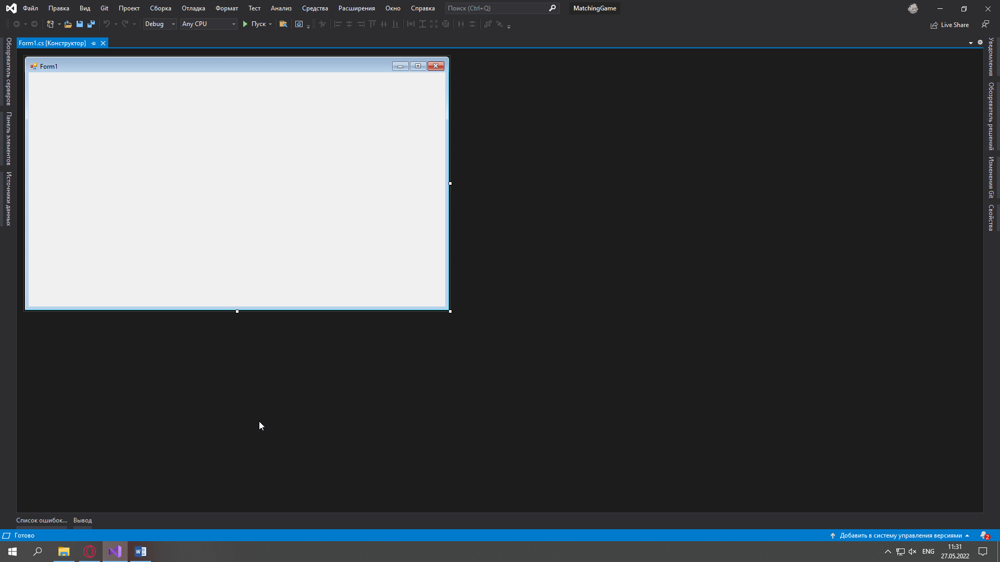 Файл Правка Вид Git Проект Сборка Отладка Формат Тест Анализ Средства Расширения Окно Справка Поиск (Ctrl+Q) MatchingGame
Debug Any CPU Пуск Live Share
Form1.cs [Конструктор]
Обозреватель серверов
Панель элементов
Источники данных
Form1
Уведомления
Обозреватель решений
Изменения Git
Свойства
Список ошибок... Вывод
Готово Добавить в систему управления версиями 2
W ENG 11:31
27.05.2022